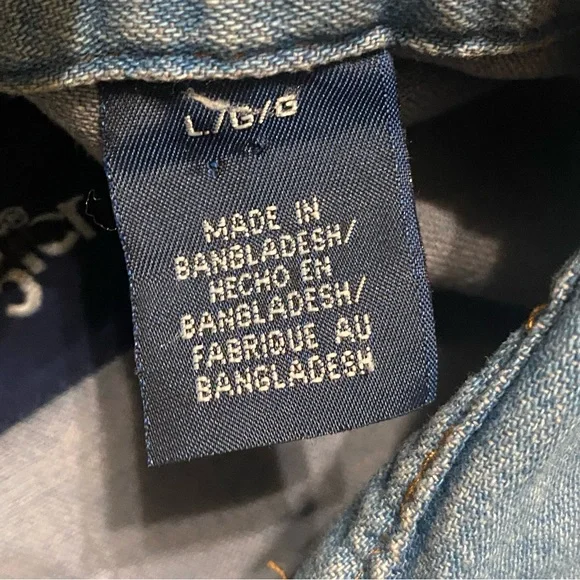 L/G/G
MADE IN
BANGLADESH/
HECHO EN
BANGLADESH/
FABRIQUE AU
BANGLADESH